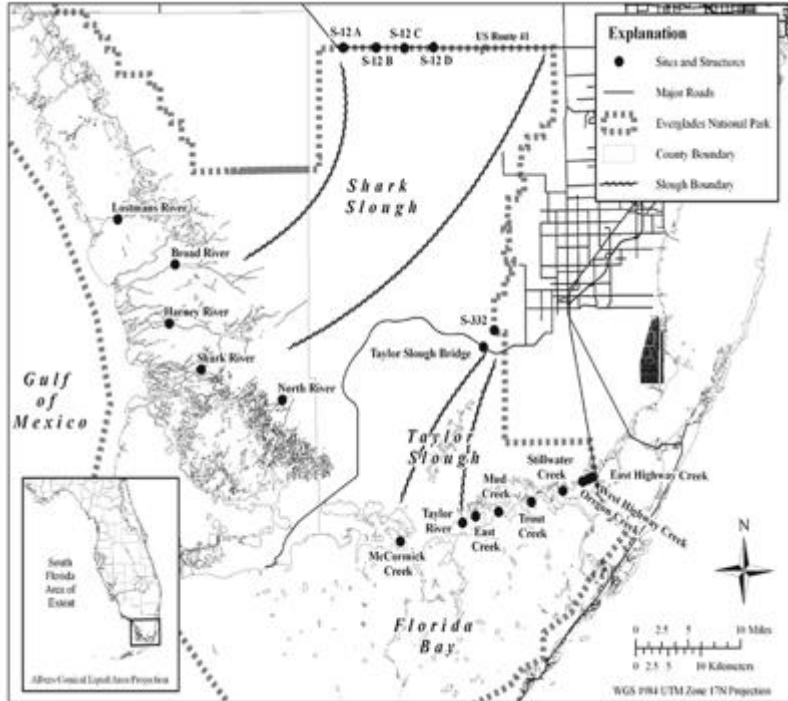 S-12 A
S-12 C
US Route 41
S-12 B
S-12 D
Explanation
Sites and Structures
Major Roads
Everglades National Park
County Boundary
Slough Boundary
Shark
Slough
Lostmans River
Broad River
Harney River
Shark River
North River
Gulf
of
Mexico
S-332
Taylor Slough Bridge
Taylor
Slough
Stillwater
Creek
East Highway Creek
West Highway Creek
Oregon Creek
Mud
Creek
Trout
Creek
Taylor
River
East
Creek
McCormick
Creek
Florida
Bay
South
Florida
Area of
Extent
Albers Conical Equal Area Projection
N
0 2.5 5 10 Miles
0 2.5 5 10 Kilometers
WGS 1984 UTM Zone 17N Projection